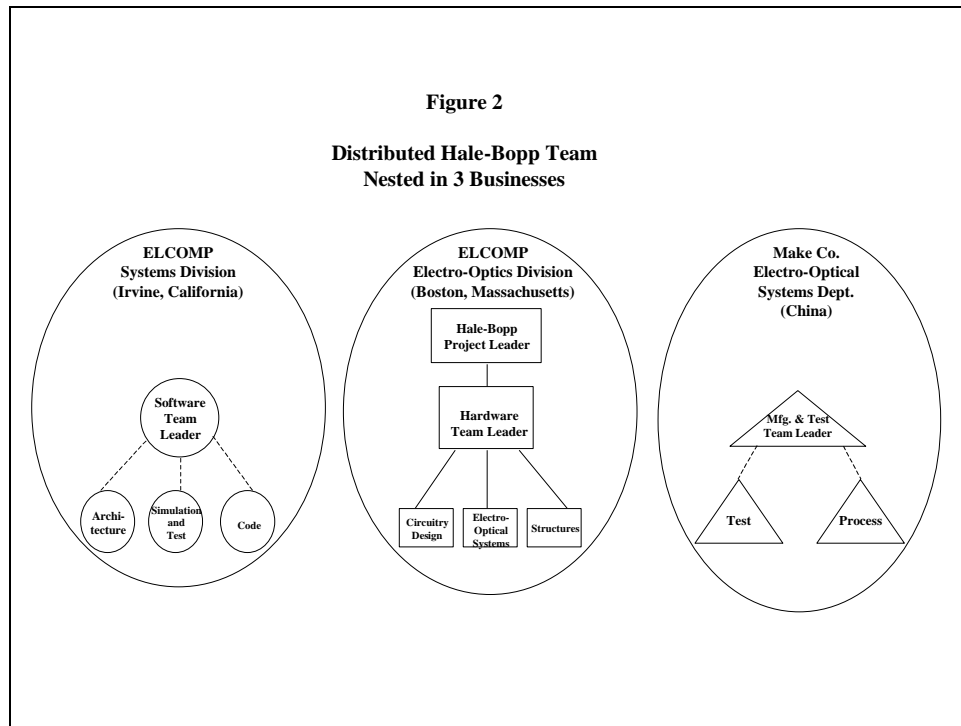 Figure 2
Distributed Hale-Bopp Team
Nested in 3 Businesses
ELCOMP
Systems Division
(Irvine, California)
Software
Team
Leader
Archi-
tecture
Simulation
and
Test
Code
ELCOMP
Electro-Optics Division
(Boston, Massachusetts)
Hale-Bopp
Project Leader
Hardware
Team Leader
Circuitry
Design
Electro-
Optical
Systems
Structures
Make Co.
Electro-Optical
Systems Dept.
(China)
Mfg. & Test
Team Leader
Test
Process